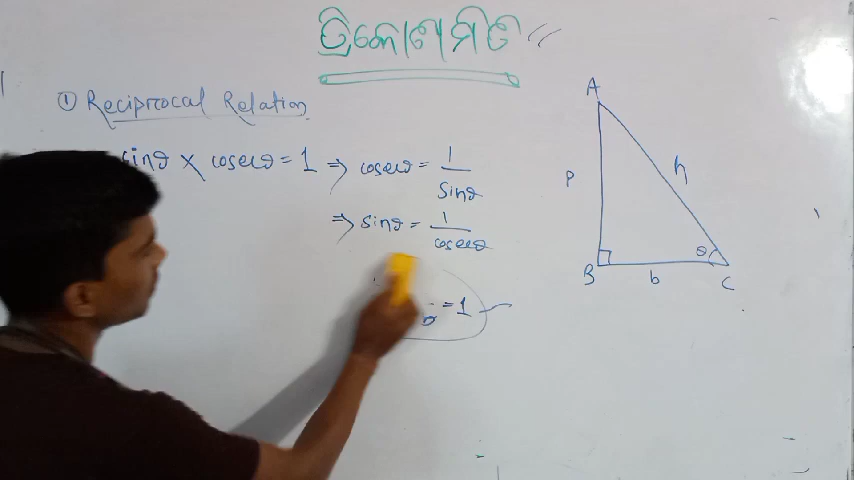 ତ୍ରିକୋଣମିତି
① Reciprocal Relation
sinθ × cosecθ = 1 ⇒ cosecθ = 1/sinθ
⇒ sinθ = 1/cosecθ
= 1
A
p
h
B
b
θ
C